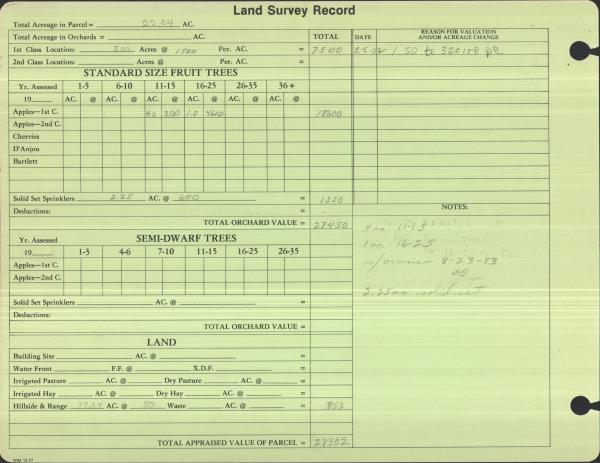 Land Survey Record
Total Acreage in Parcel = 22.04 AC.
Total Acreage in Orchards = AC. TOTAL DATE REASON FOR VALUATION AND/OR ACREAGE CHANGE
1st Class Location: 5.00 Acres @ 1500 Per. AC. = 7500 25.02 / 50 to 3201
2nd Class Location: Acres @ Per. AC. =
STANDARD SIZE FRUIT TREES
Yr. Assessed 1-5 6-10 11-15 16-25 26-35 36+
19 AC. @ AC. @ AC. @ AC. @ AC. @ AC. @
Apples—1st C. 4.0 3500 1.0 4600 18600
Apples—2nd C.
Cherries
D'Anjou
Bartlett
Solid Set Sprinklers 2.25 AC. @ 600 = 1350
Deductions: =
TOTAL ORCHARD VALUE = 27450
SEMI-DWARF TREES
Yr. Assessed
19 1-3 4-6 7-10 11-15 16-25 26-35
Apples—1st C.
Apples—2nd C.
Solid Set Sprinklers AC. @ =
Deductions:
TOTAL ORCHARD VALUE =
NOTES:
4 ac. 11-15
1 ac. 16-25
w/owner 8-23-83
2.25 ac solid set
LAND
Building Site AC. @ =
Water Front F.F. @ X.D.F. =
Irrigated Pasture AC. @ Dry Pasture AC. @ =
Irrigated Hay AC. @ Dry Hay AC. @ =
Hillside & Range 17.04 AC. @ 50 Waste AC. @ = 852
TOTAL APPRAISED VALUE OF PARCEL = 28302